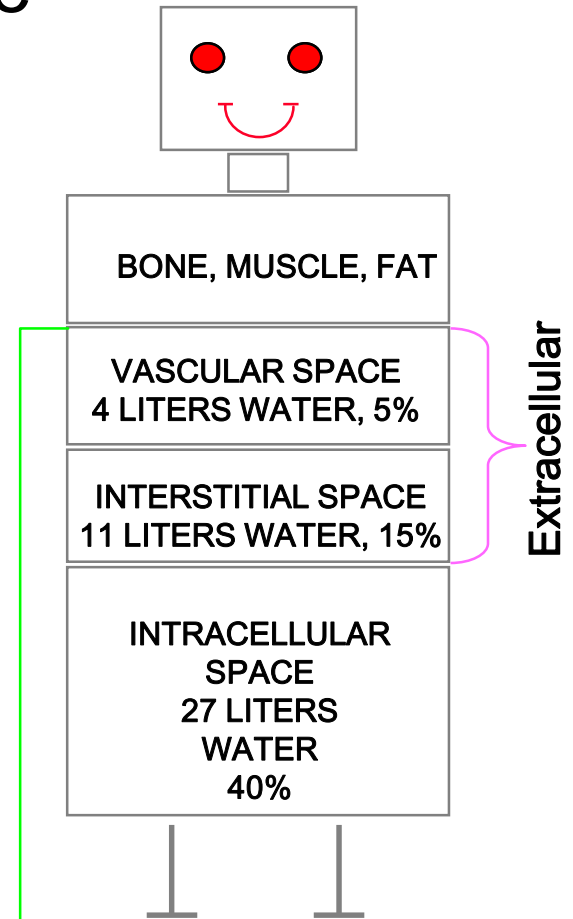 BONE, MUSCLE, FAT
VASCULAR SPACE
4 LITERS WATER, 5%
INTERSTITIAL SPACE
11 LITERS WATER, 15%
Extracellular
INTRACELLULAR
SPACE
27 LITERS
WATER
40%